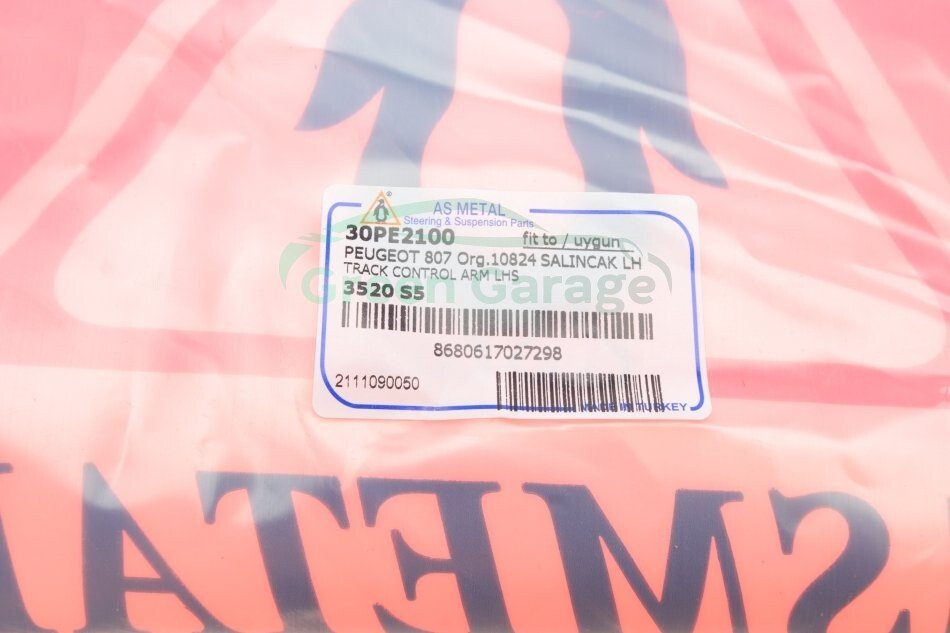 ®
AS METAL
Steering & Suspension Parts
30PE2100 fit to / uygun
PEUGEOT 807 Org.10824 SALINCAK LH
TRACK CONTROL ARM LHS
3520 S5
Green Garage
8680617027298
2111090050
MADE IN TURKEY
SMETAL